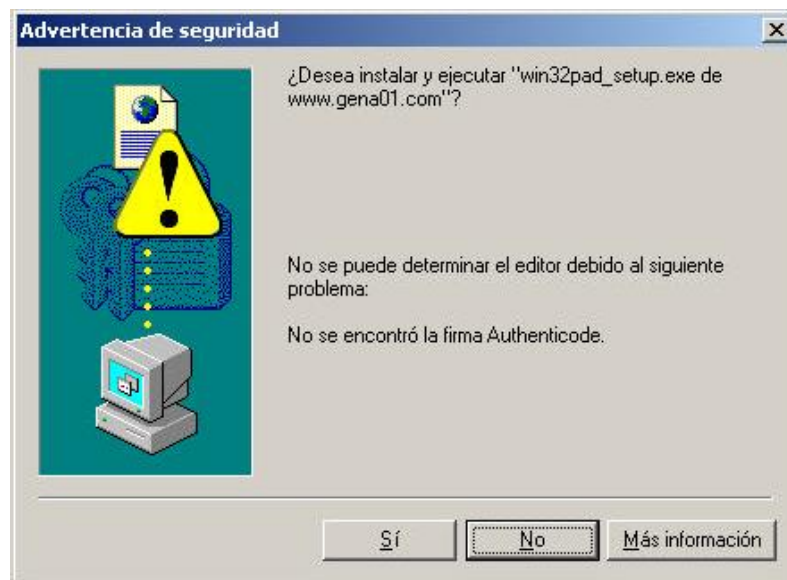 Advertencia de seguridad
¿Desea instalar y ejecutar "win32pad_setup.exe de
www.gena01.com"?
No se puede determinar el editor debido al siguiente
problema:
No se encontró la firma Authenticode.
Sí
No
Más información